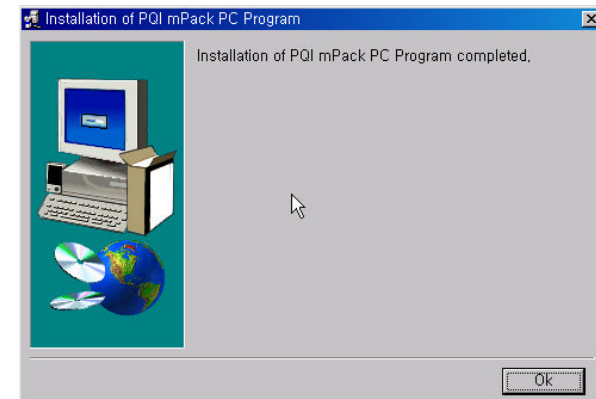 Installation of PQI mPack PC Program
Installation of PQI mPack PC Program completed,
Ok